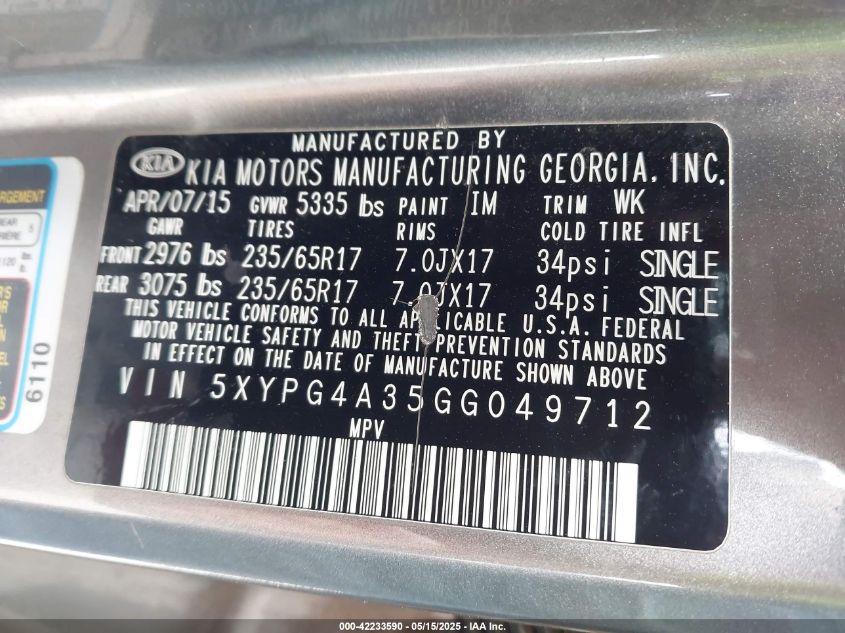 MANUFACTURED BY
KIA KIA MOTORS MANUFACTURING GEORGIA, INC.
APR/07/15 GVWR 5335 lbs PAINT IM TRIM WK
GAWR TIRES RIMS COLD TIRE INFL
FRONT 2976 lbs 235/65R17 7.0JX17 34psi SINGLE
REAR 3075 lbs 235/65R17 7.0JX17 34psi SINGLE
THIS VEHICLE CONFORMS TO ALL APPLICABLE U.S.A. FEDERAL
MOTOR VEHICLE SAFETY AND THEFT PREVENTION STANDARDS
IN EFFECT ON THE DATE OF MANUFACTURE SHOWN ABOVE
VIN 5XYPG4A35GG049712
MPV
6110
000-42233590 - 05/15/2025 - IAA Inc.